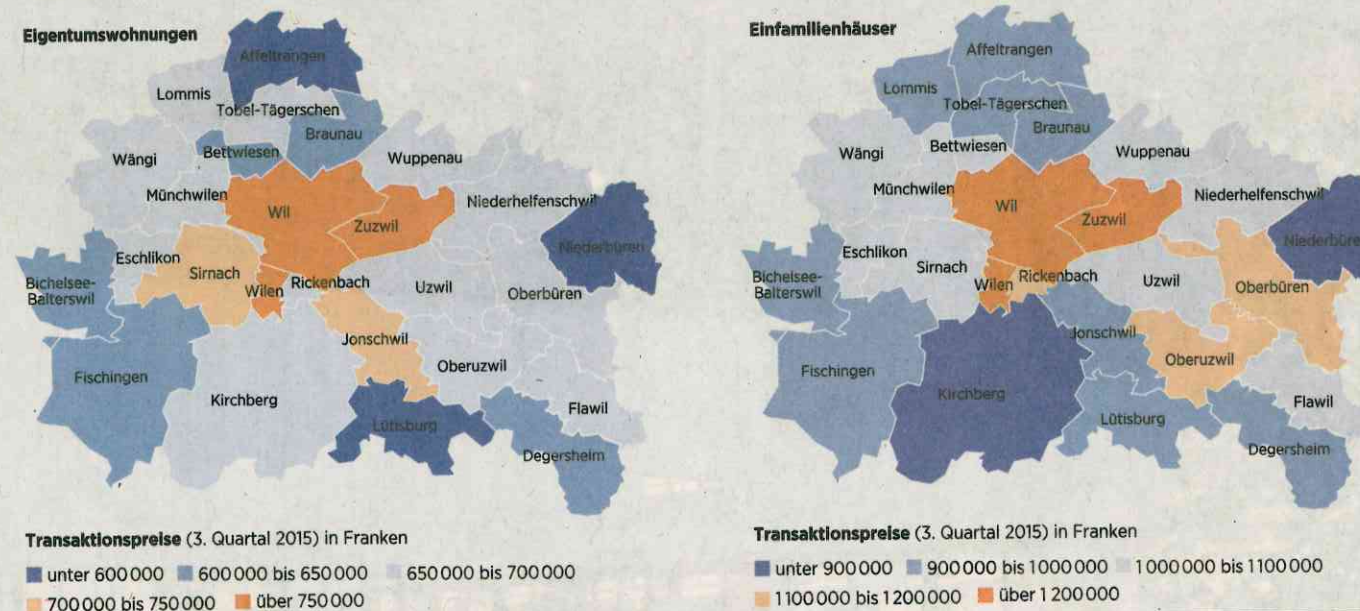 Eigentumswohnungen
Affeltrangen
Lommis
Tobel-Tägerschen
Braunau
Bettwiesen
Wuppenau
Wängi
Münchwilen
Niederhelfenschwil
Wil
Zuzwil
Niederbüren
Eschlikon
Sirnach
Bichelsee-
Balterswil
Wilen
Rickenbach
Uzwil
Oberbüren
Jonschwil
Oberuzwil
Fischingen
Kirchberg
Flawil
Lütisburg
Degersheim
Transaktionspreise (3. Quartal 2015) in Franken
unter 600 000 600 000 bis 650 000 650 000 bis 700 000
700 000 bis 750 000 über 750 000
Einfamilienhäuser
Affeltrangen
Lommis
Tobel-Tägerschen
Braunau
Bettwiesen
Wuppenau
Wängi
Münchwilen
Niederhelfenschwil
Wil
Zuzwil
Niederbüre
Eschlikon
Sirnach
Bichelsee-
Balterswil
Wilen
Rickenbach
Uzwil
Oberbüren
Jonschwil
Oberuzwil
Fischingen
Kirchberg
Flawil
Lütisburg
Degersheim
Transaktionspreise (3. Quartal 2015) in Franken
unter 900 000 900 000 bis 1 000 000 1 000 000 bis 1 100 000
1 100 000 bis 1 200 000 über 1 200 000